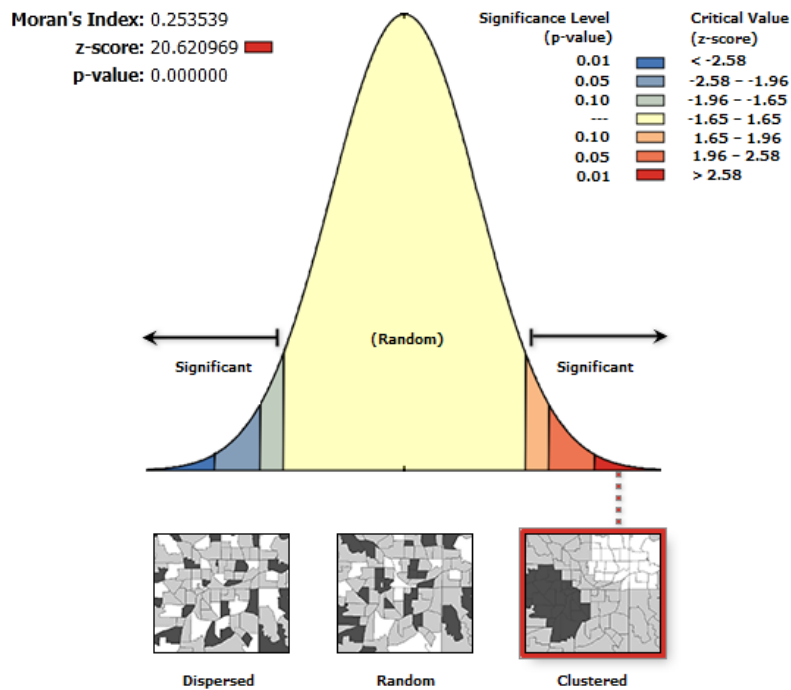 Moran's Index: 0.253539
z-score: 20.620969
p-value: 0.000000
Significance Level
(p-value)
Critical Value
(z-score)
0.01 < -2.58
0.05 -2.58 – -1.96
0.10 -1.96 – -1.65
--- -1.65 – 1.65
0.10 1.65 – 1.96
0.05 1.96 – 2.58
0.01 > 2.58
(Random)
Significant Significant
Dispersed Random Clustered